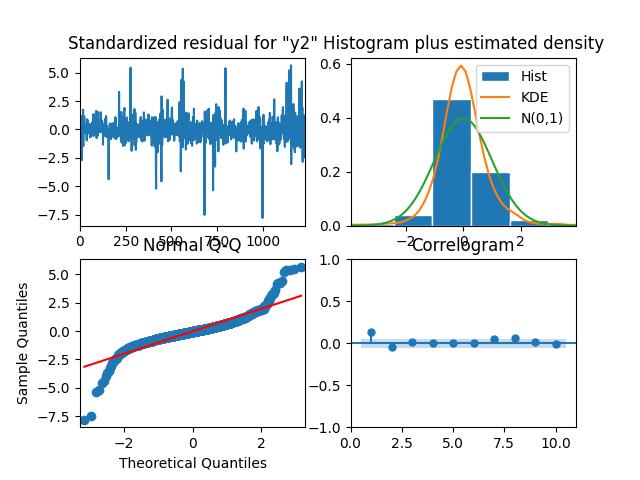 Standardized residual for "y2"
Histogram plus estimated density
5.0
2.5
0.0
−2.5
−5.0
−7.5
0 250 500 750 1000
0.6
0.4
0.2
0.0
−2 0 2
Hist
KDE
N(0,1)
Normal Q-Q
Sample Quantiles
5.0
2.5
0.0
−2.5
−5.0
−7.5
−2 0 2
Theoretical Quantiles
Correlogram
1.0
0.5
0.0
−0.5
−1.0
0.0 2.5 5.0 7.5 10.0